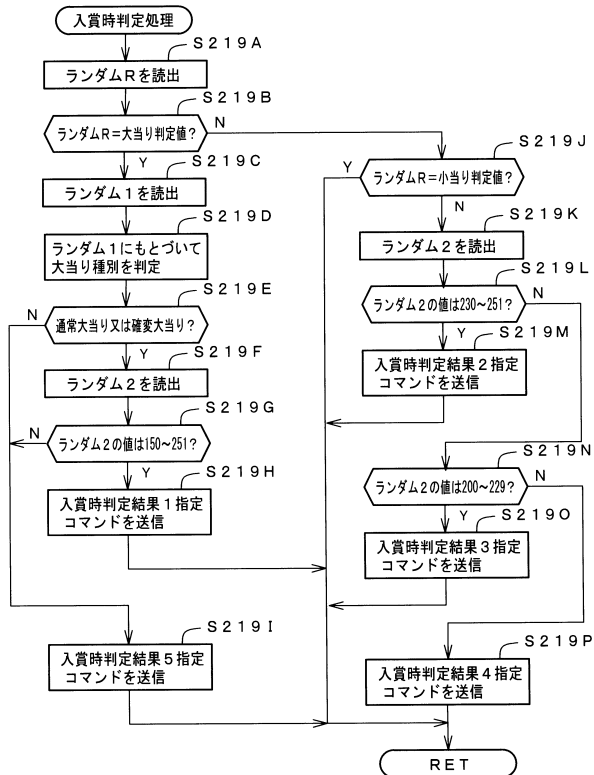 入賞時判定処理
S219A
ランダムRを読出
S219B
ランダムR=大当り判定値?
N
Y
S219C
ランダム1を読出
S219D
ランダム1にもとづいて
大当り種別を判定
S219E
N
通常大当り又は確変大当り?
Y
S219F
ランダム2を読出
S219G
N
ランダム2の値は150~251?
Y
S219H
入賞時判定結果1指定
コマンドを送信
S219I
入賞時判定結果5指定
コマンドを送信
S219J
Y
ランダムR=小当り判定値?
N
S219K
ランダム2を読出
S219L
ランダム2の値は230~251?
N
Y
S219M
入賞時判定結果2指定
コマンドを送信
S219N
ランダム2の値は200~229?
N
Y
S219O
入賞時判定結果3指定
コマンドを送信
S219P
入賞時判定結果4指定
コマンドを送信
RET